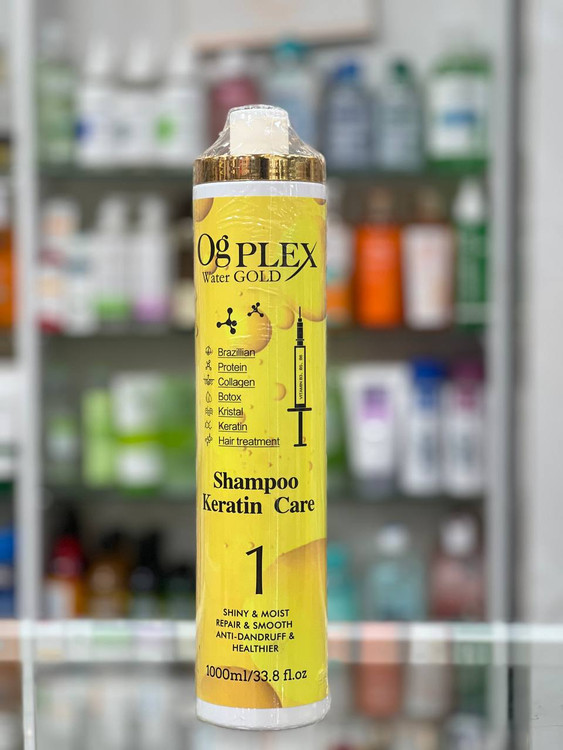 Og PLEX
Water GOLD
Brazillian
Protein
Collagen
Botox
Kristal
Keratin
Hair treatment
Shampoo
Keratin Care
1
SHINY & MOIST
REPAIR & SMOOTH
ANTI-DANDRUFF &
HEALTHIER
1000ml/33.8 fl.oz